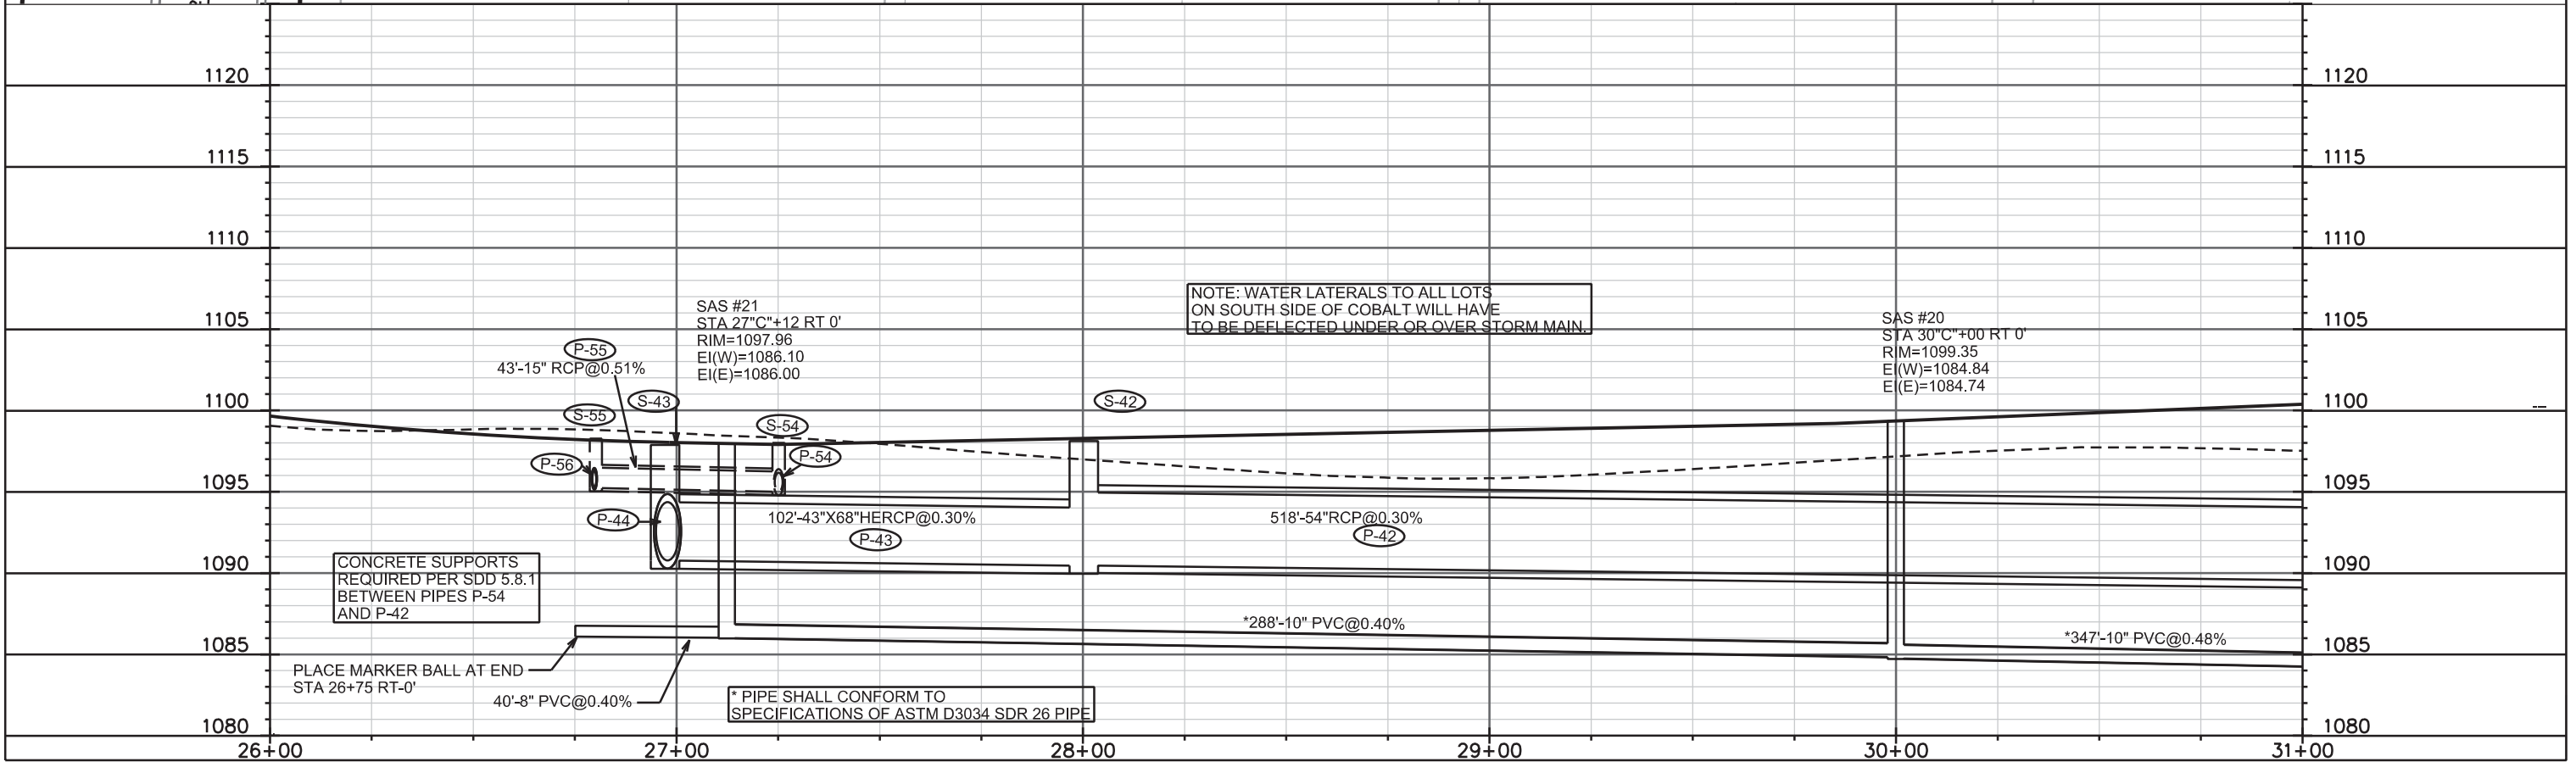 1120 1120
1115 1115
1110 1110
NOTE: WATER LATERALS TO ALL LOTS
ON SOUTH SIDE OF COBALT WILL HAVE
TO BE DEFLECTED UNDER OR OVER STORM MAIN.
SAS #21
STA 27"C"+12 RT 0'
RIM=1097.96
EI(W)=1086.10
EI(E)=1086.00
SAS #20
STA 30"C"+00 RT 0'
RIM=1099.35
EI(W)=1084.84
EI(E)=1084.74
1105 1105
P-55
43'-15" RCP@0.51%
S-43
S-42
1100 1100
S-55
S-54
P-56
P-54
1095 1095
P-44
102'-43"X68"HERCP@0.30%
P-43
518'-54"RCP@0.30%
P-42
1090 1090
CONCRETE SUPPORTS
REQUIRED PER SDD 5.8.1
BETWEEN PIPES P-54
AND P-42
*288'-10" PVC@0.40%
*347'-10" PVC@0.48%
1085 1085
PLACE MARKER BALL AT END
STA 26+75 RT-0'
40'-8" PVC@0.40%
* PIPE SHALL CONFORM TO
SPECIFICATIONS OF ASTM D3034 SDR 26 PIPE
1080 1080
26+00 27+00 28+00 29+00 30+00 31+00